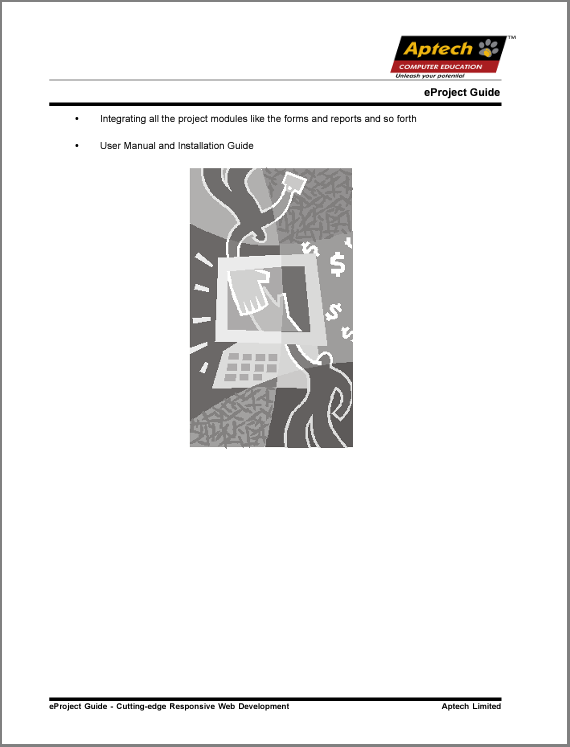 Aptech
TM
COMPUTER EDUCATION
Unleash your potential
eProject Guide
• Integrating all the project modules like the forms and reports and so forth
• User Manual and Installation Guide
$
$
$
$
eProject Guide - Cutting-edge Responsive Web Development Aptech Limited